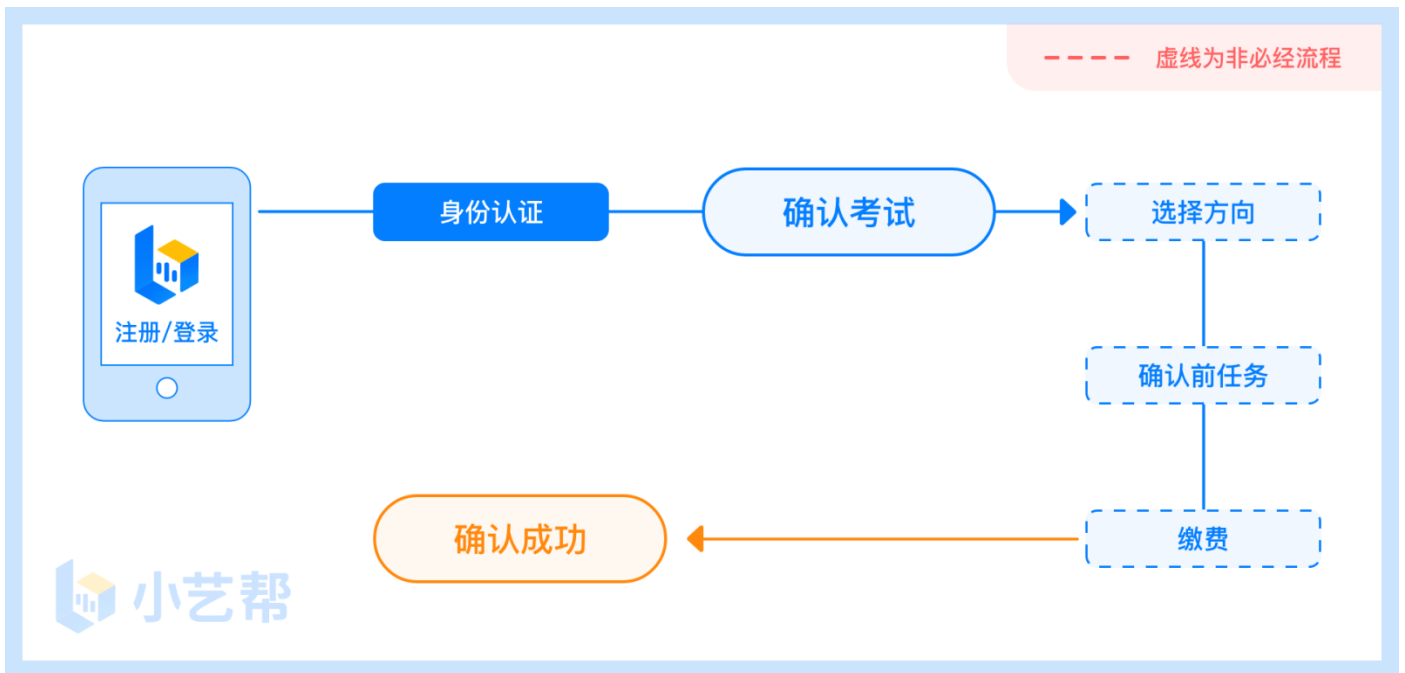 虚线为非必经流程
身份认证
确认考试
选择方向
注册/登录
确认前任务
确认成功
缴费
小艺帮